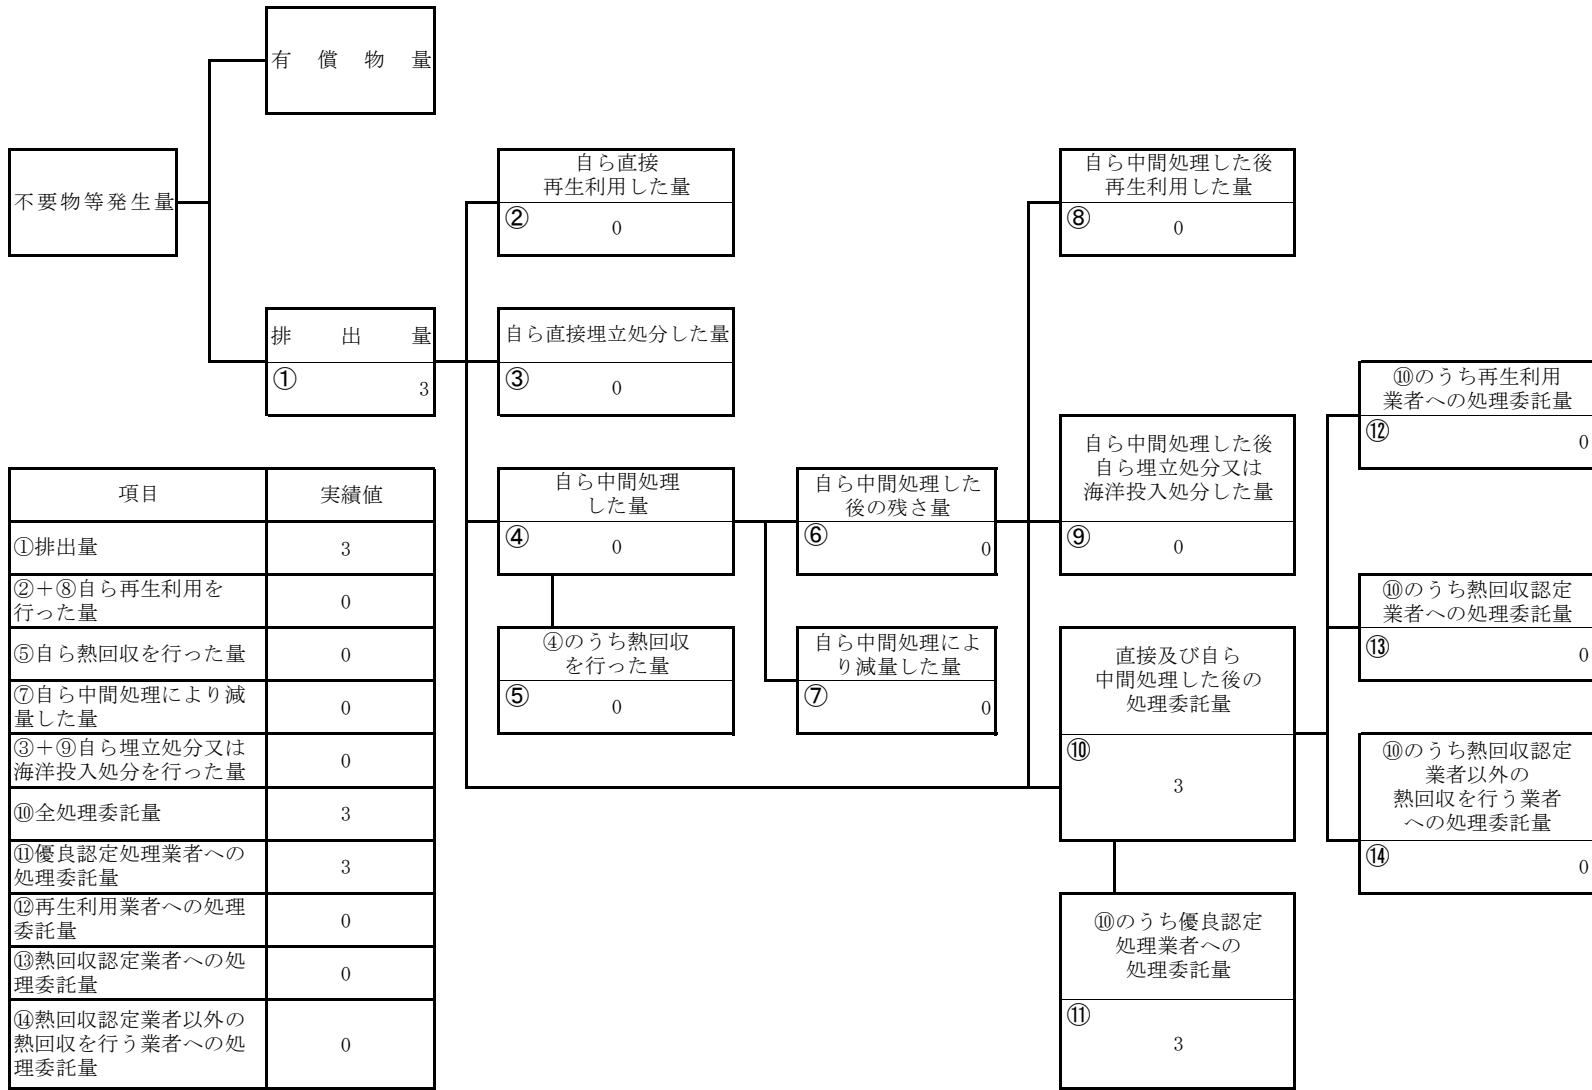 有償物量
不要物等発生量
排出量
① 3
自ら直接
再生利用した量
② 0
自ら直接埋立処分した量
③ 0
自ら中間処理
した量
④ 0
④のうち熱回収
を行った量
⑤ 0
自ら中間処理した
後の残さ量
⑥ 0
自ら中間処理によ
り減量した量
⑦ 0
自ら中間処理した後
再生利用した量
⑧ 0
自ら中間処理した後
自ら埋立処分又は
海洋投入処分した量
⑨ 0
直接及び自ら
中間処理した後の
処理委託量
⑩
3
⑩のうち優良認定
処理業者への
処理委託量
⑪
3
⑩のうち再生利用
業者への処理委託量
⑫ 0
⑩のうち熱回収認定
業者への処理委託量
⑬ 0
⑩のうち熱回収認定
業者以外の
熱回収を行う業者
への処理委託量
⑭ 0
項目 実績値
①排出量 3
②＋⑧自ら再生利用を
行った量 0
⑤自ら熱回収を行った量 0
⑦自ら中間処理により減
量した量 0
③＋⑨自ら埋立処分又は
海洋投入処分を行った量 0
⑩全処理委託量 3
⑪優良認定処理業者への
処理委託量 3
⑫再生利用業者への処理
委託量 0
⑬熱回収認定業者への処
理委託量 0
⑭熱回収認定業者以外の
熱回収を行う業者への処
理委託量 0